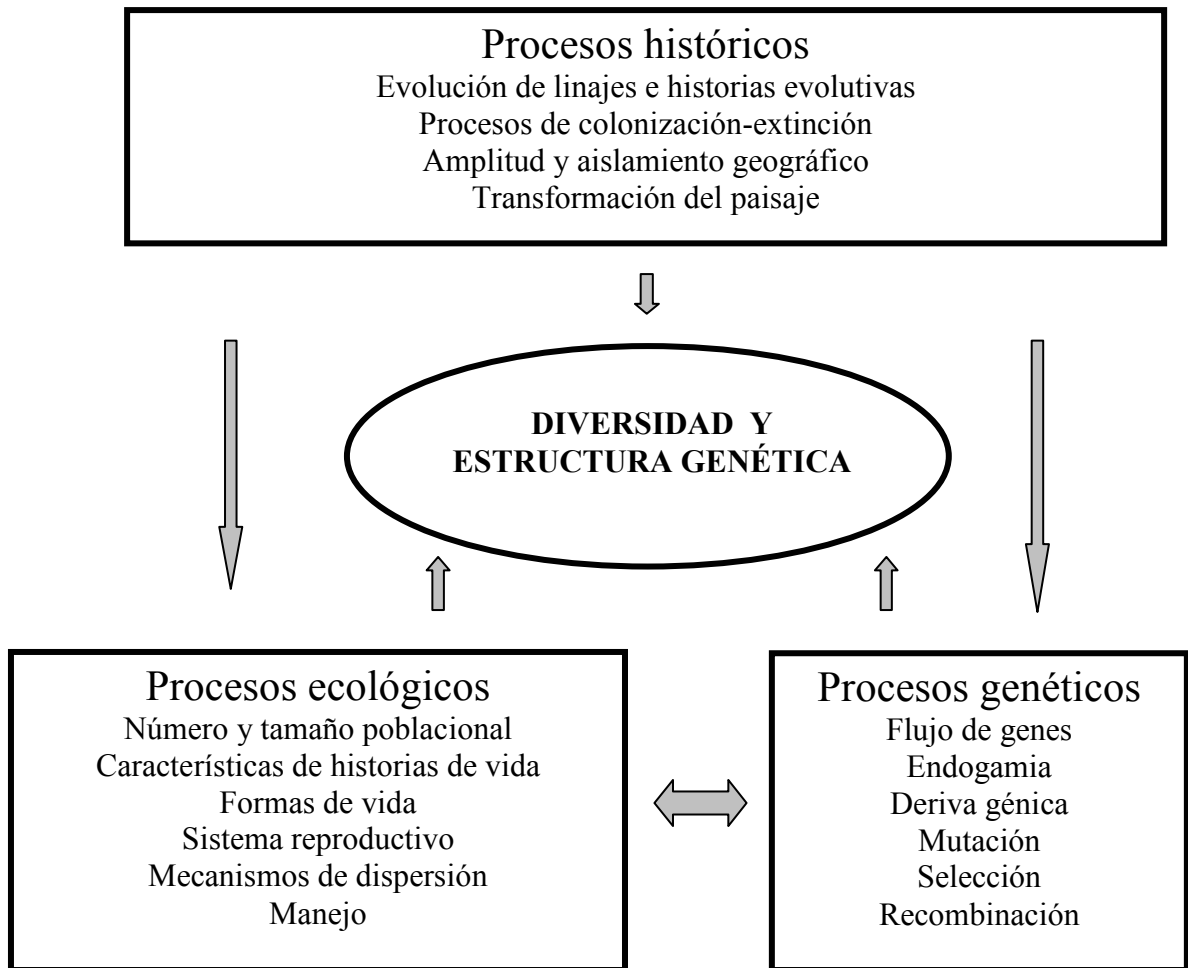 Procesos históricos
Evolución de linajes e historias evolutivas
Procesos de colonización-extinción
Amplitud y aislamiento geográfico
Transformación del paisaje
DIVERSIDAD Y
ESTRUCTURA GENÉTICA
Procesos ecológicos
Número y tamaño poblacional
Características de historias de vida
Formas de vida
Sistema reproductivo
Mecanismos de dispersión
Manejo
Procesos genéticos
Flujo de genes
Endogamia
Deriva génica
Mutación
Selección
Recombinación